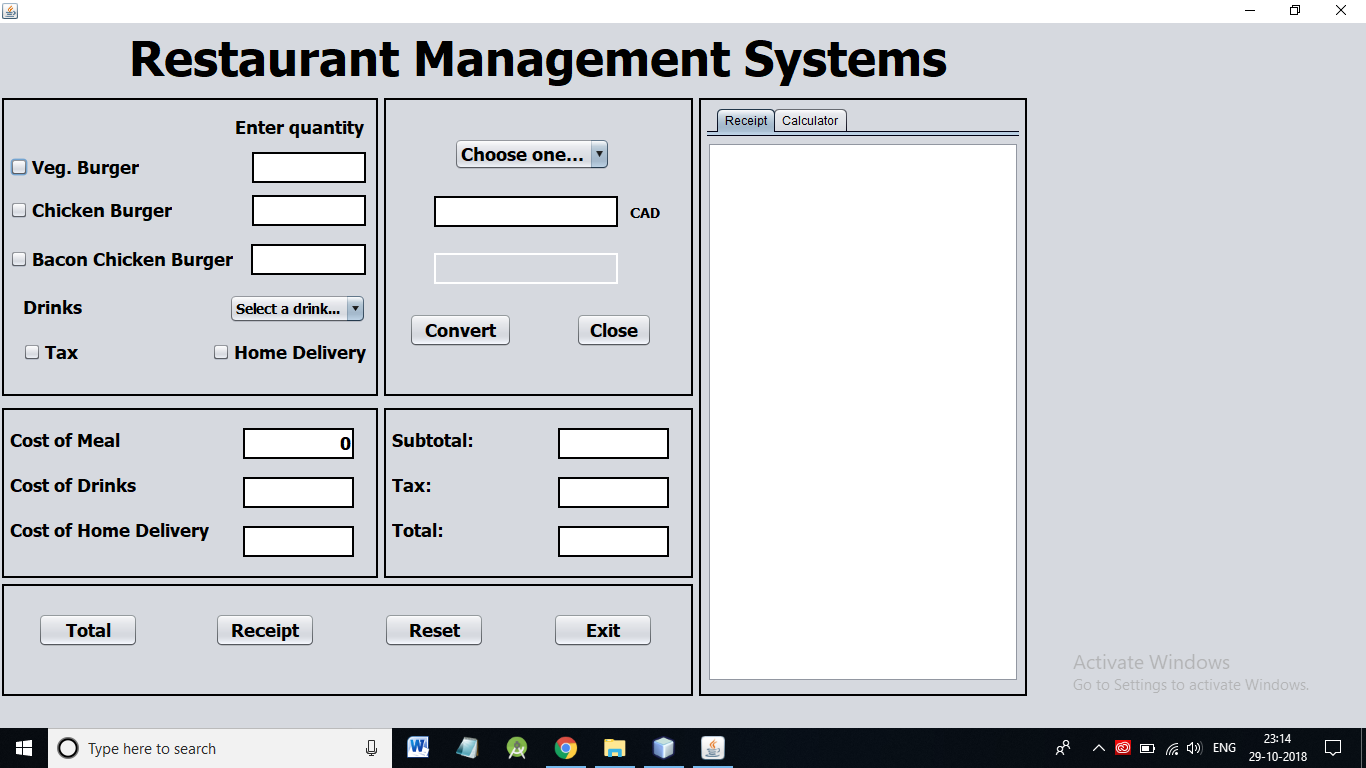 Restaurant Management Systems
Enter quantity
Veg. Burger
Chicken Burger
Bacon Chicken Burger
Drinks
Select a drink...
Tax
Home Delivery
Choose one...
CAD
Convert
Close
Receipt
Calculator
Cost of Meal
0
Cost of Drinks
Cost of Home Delivery
Subtotal:
Tax:
Total:
Total
Receipt
Reset
Exit
Activate Windows
Go to Settings to activate Windows.
Type here to search
ENG
23:14
29-10-2018